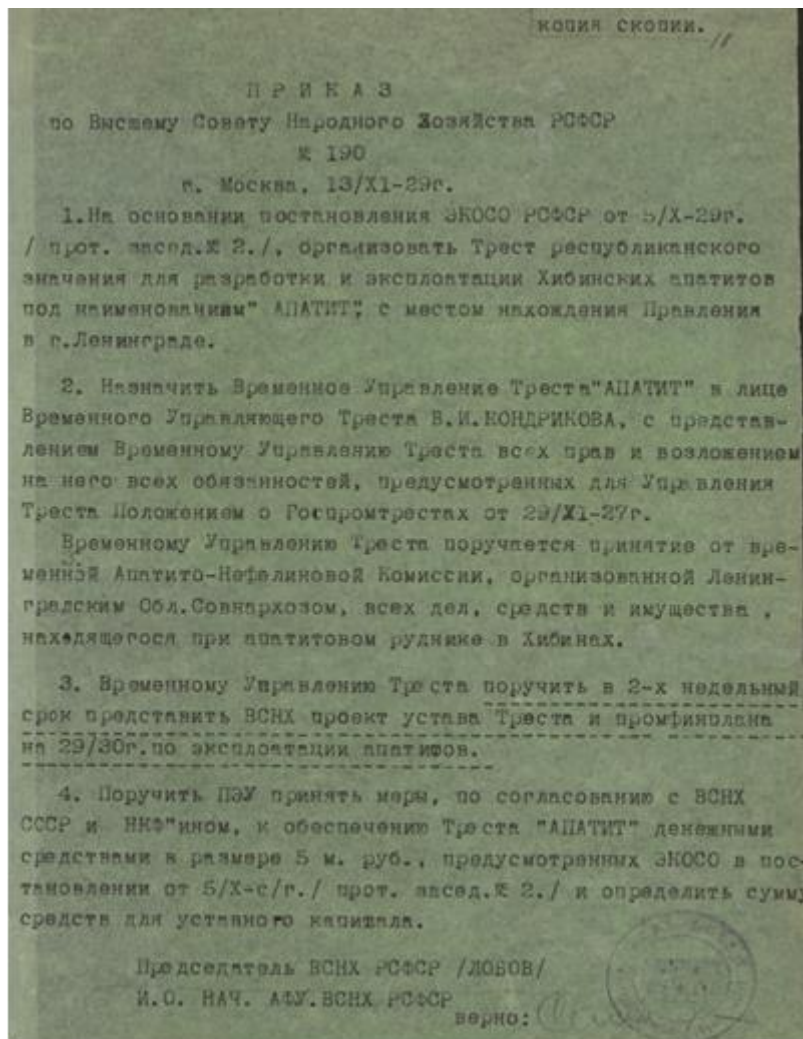 копия скопии.
П Р И К А З
по Высшему Совету Народного Хозяйства РСФСР
№ 190
г. Москва, 13/XI-29г.
1.На основании постановления ЭКОСО РСФСР от 5/X-29г.
/ прот. засед.№ 2./, организовать Трест республиканского
значения для разработки и эксплоатации Хибинских апатитов
под наименованием" АПАТИТ", с местом нахождения Правления
в г.Ленинграде.
2. Назначить Временное Управление Треста"АПАТИТ" в лице
Временного Управляющего Треста В.И.КОНДРИКОВА, с представ-
лением Временному Управлению Треста всех прав и возложением
на него всех обязанностей, предусмотренных для Управления
Треста Положением о Госпромтрестах от 29/XI-27г.
Временному Управлению Треста поручается принятие от вре-
менной Апатито-Нефелиновой Комиссии, организованной Ленин-
градским Обл.Совнархозом, всех дел, средств и имущества ,
находящегося при апатитовом руднике в Хибинах.
3. Временному Управлению Треста поручить в 2-х недельный
срок представить ВСНХ проект устава Треста и промфинплана
на 29/30г.по эксплоатации апатитов.
4. Поручить ПЭУ принять меры, по согласованию с ВСНХ
СССР и НКФ"ином, к обеспечению Треста "АПАТИТ" денежными
средствами в размере 5 м. руб., предусмотренных ЭКОСО в пос-
тановлении от 5/X-с/г./ прот. засед.№ 2./ и определить сумму
средств для уставного капитала.
Председатель ВСНХ РСФСР /ЛОБОВ/
И.О. НАЧ. АФУ.ВСНХ РСФСР
верно: